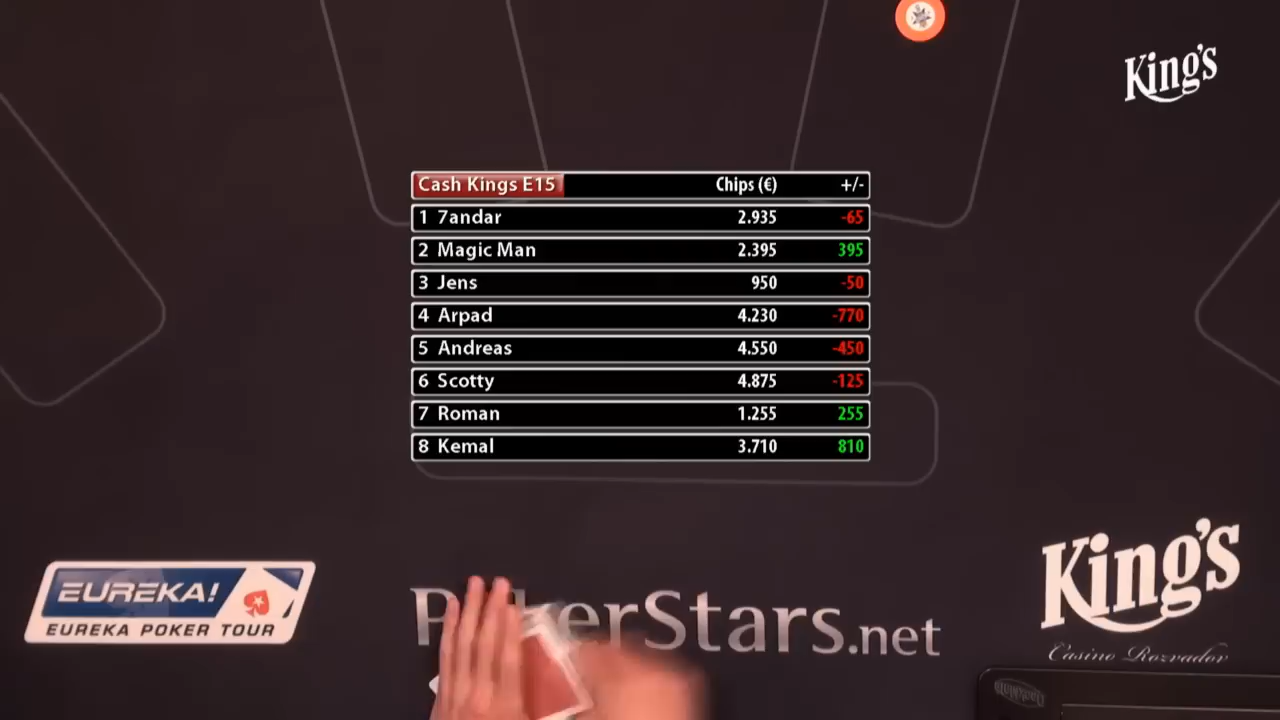 King's
Cash Kings E15 Chips (€) +/-
1 7andar 2.935 -65
2 Magic Man 2.395 395
3 Jens 950 -50
4 Arpad 4.230 -770
5 Andreas 4.550 -450
6 Scotty 4.875 -125
7 Roman 1.255 255
8 Kemal 3.710 810
EUREKA!
EUREKA POKER TOUR
PokerStars.net
King's
Casino Rozvadov